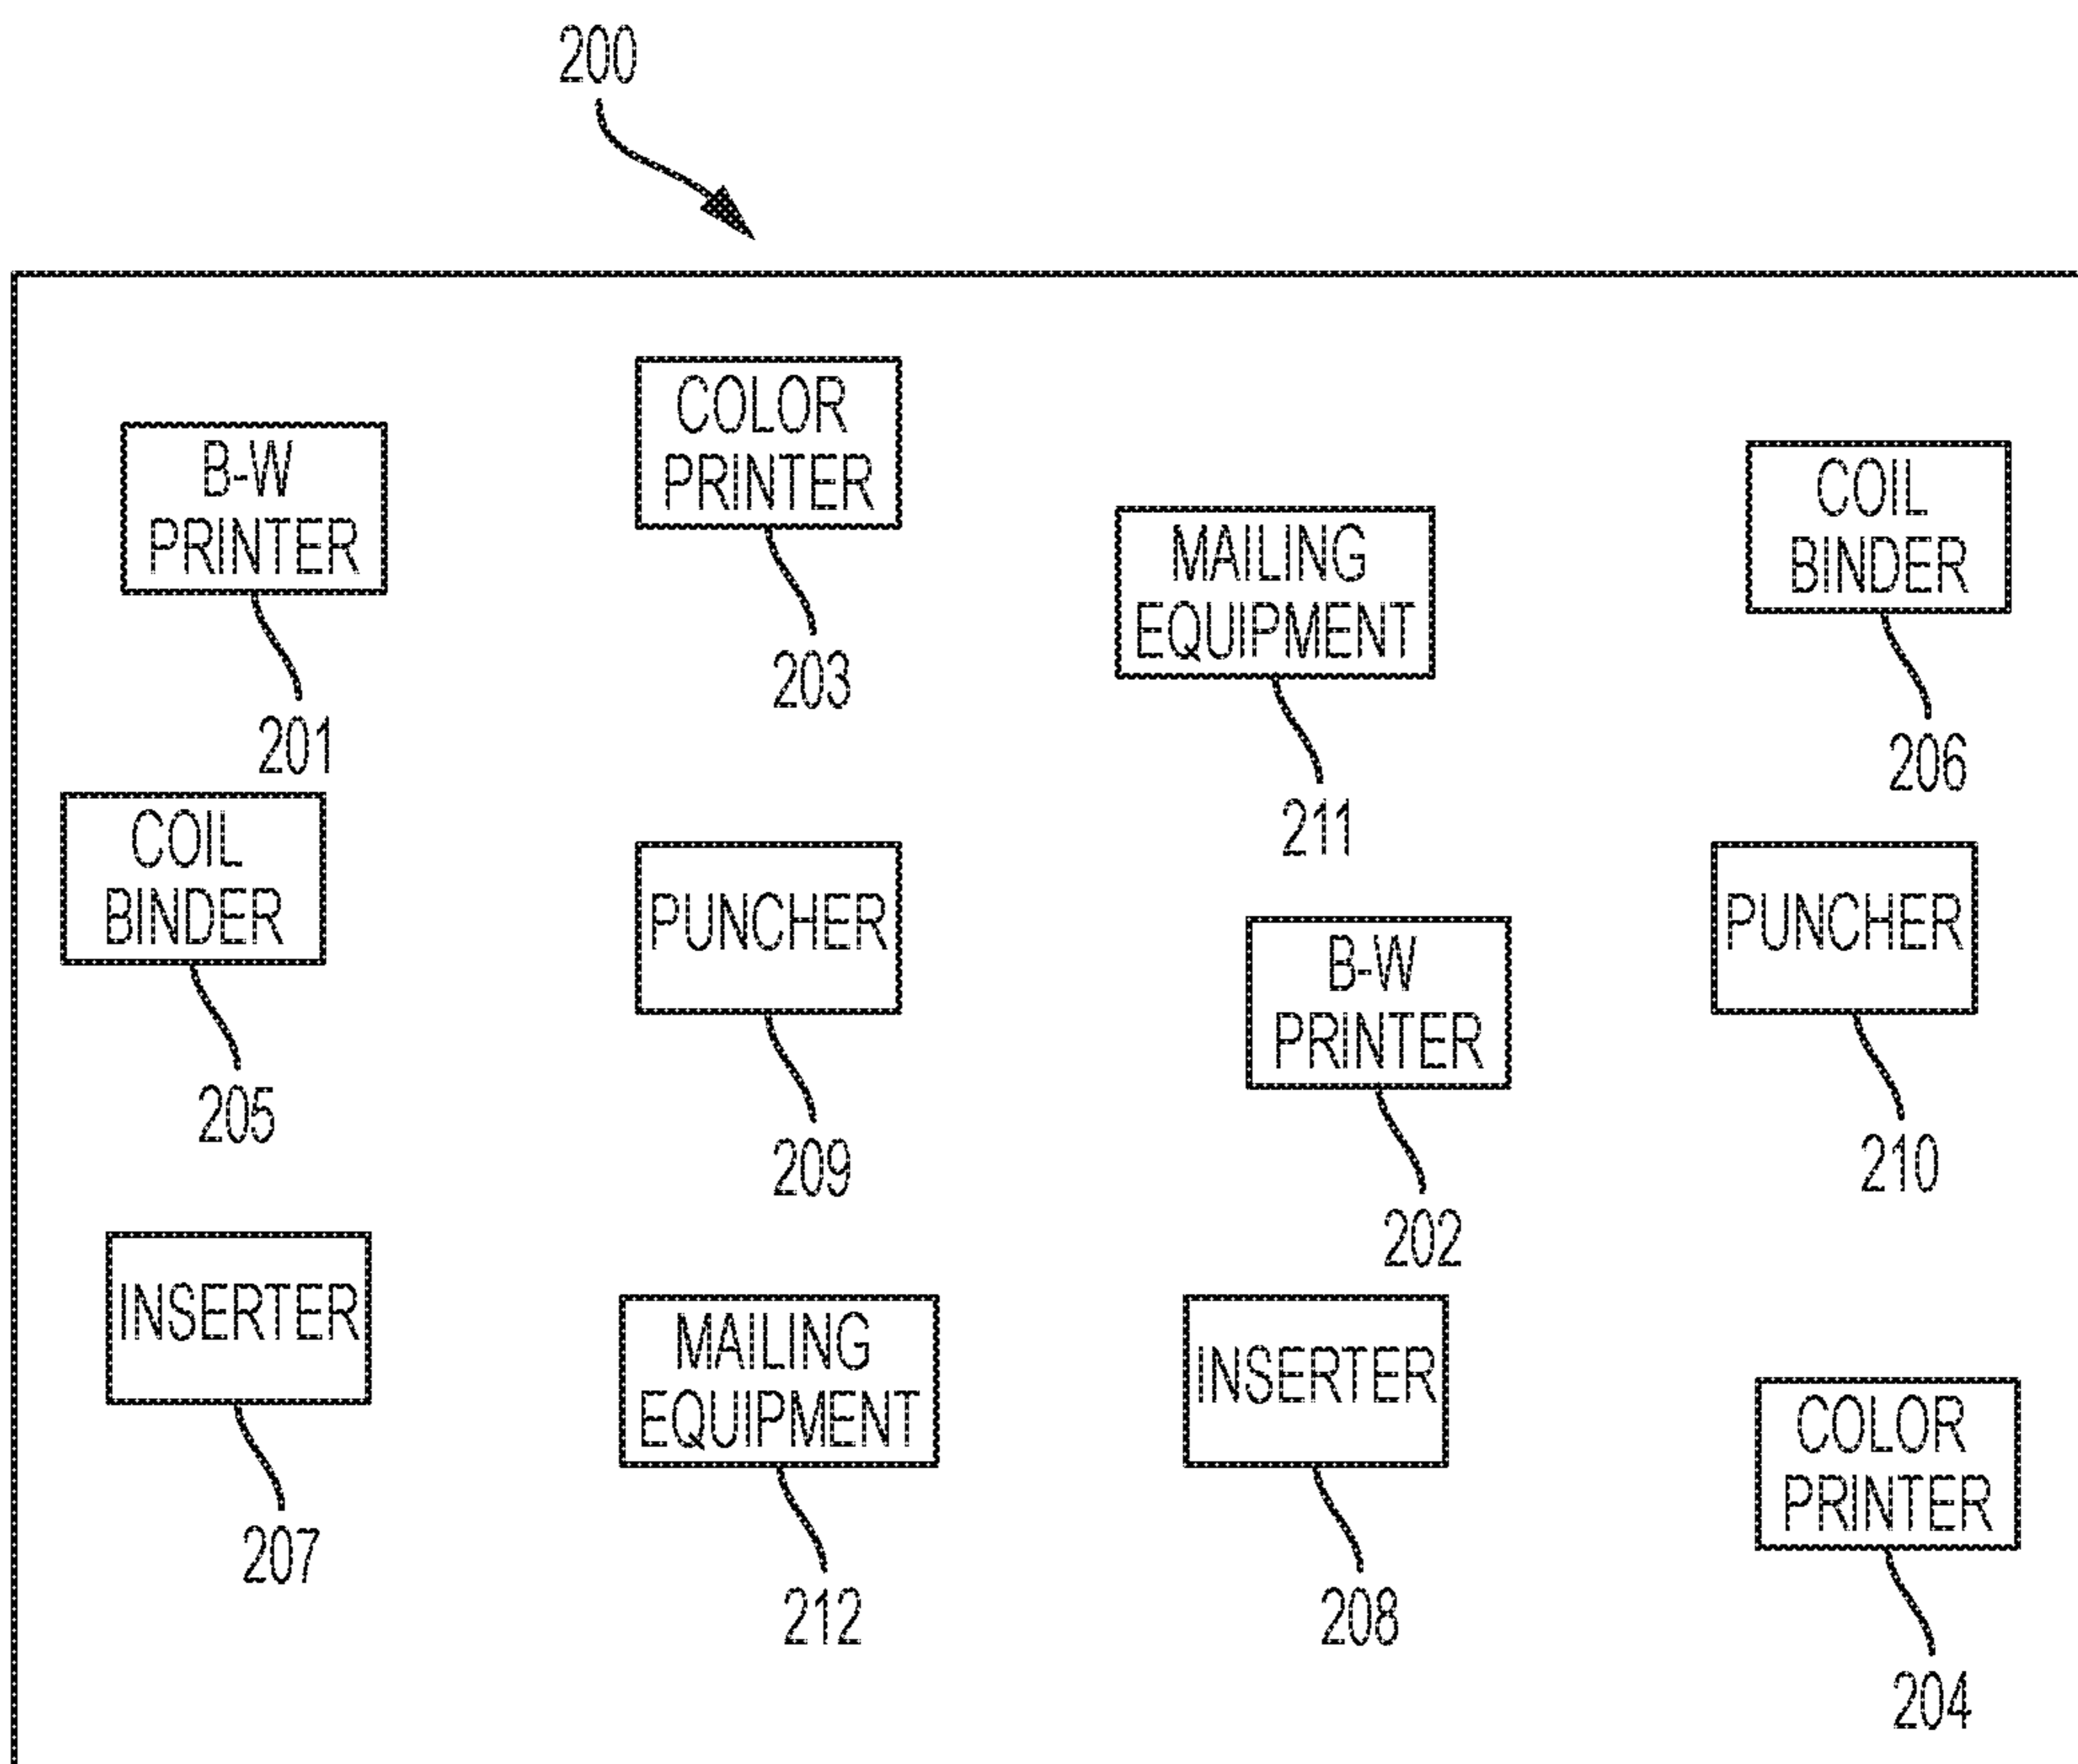 200
B-W
PRINTER
201
COLOR
PRINTER
203
MAILING
EQUIPMENT
211
COIL
BINDER
206
COIL
BINDER
205
PUNCHER
209
B-W
PRINTER
202
PUNCHER
210
INSERTER
207
MAILING
EQUIPMENT
212
INSERTER
208
COLOR
PRINTER
204